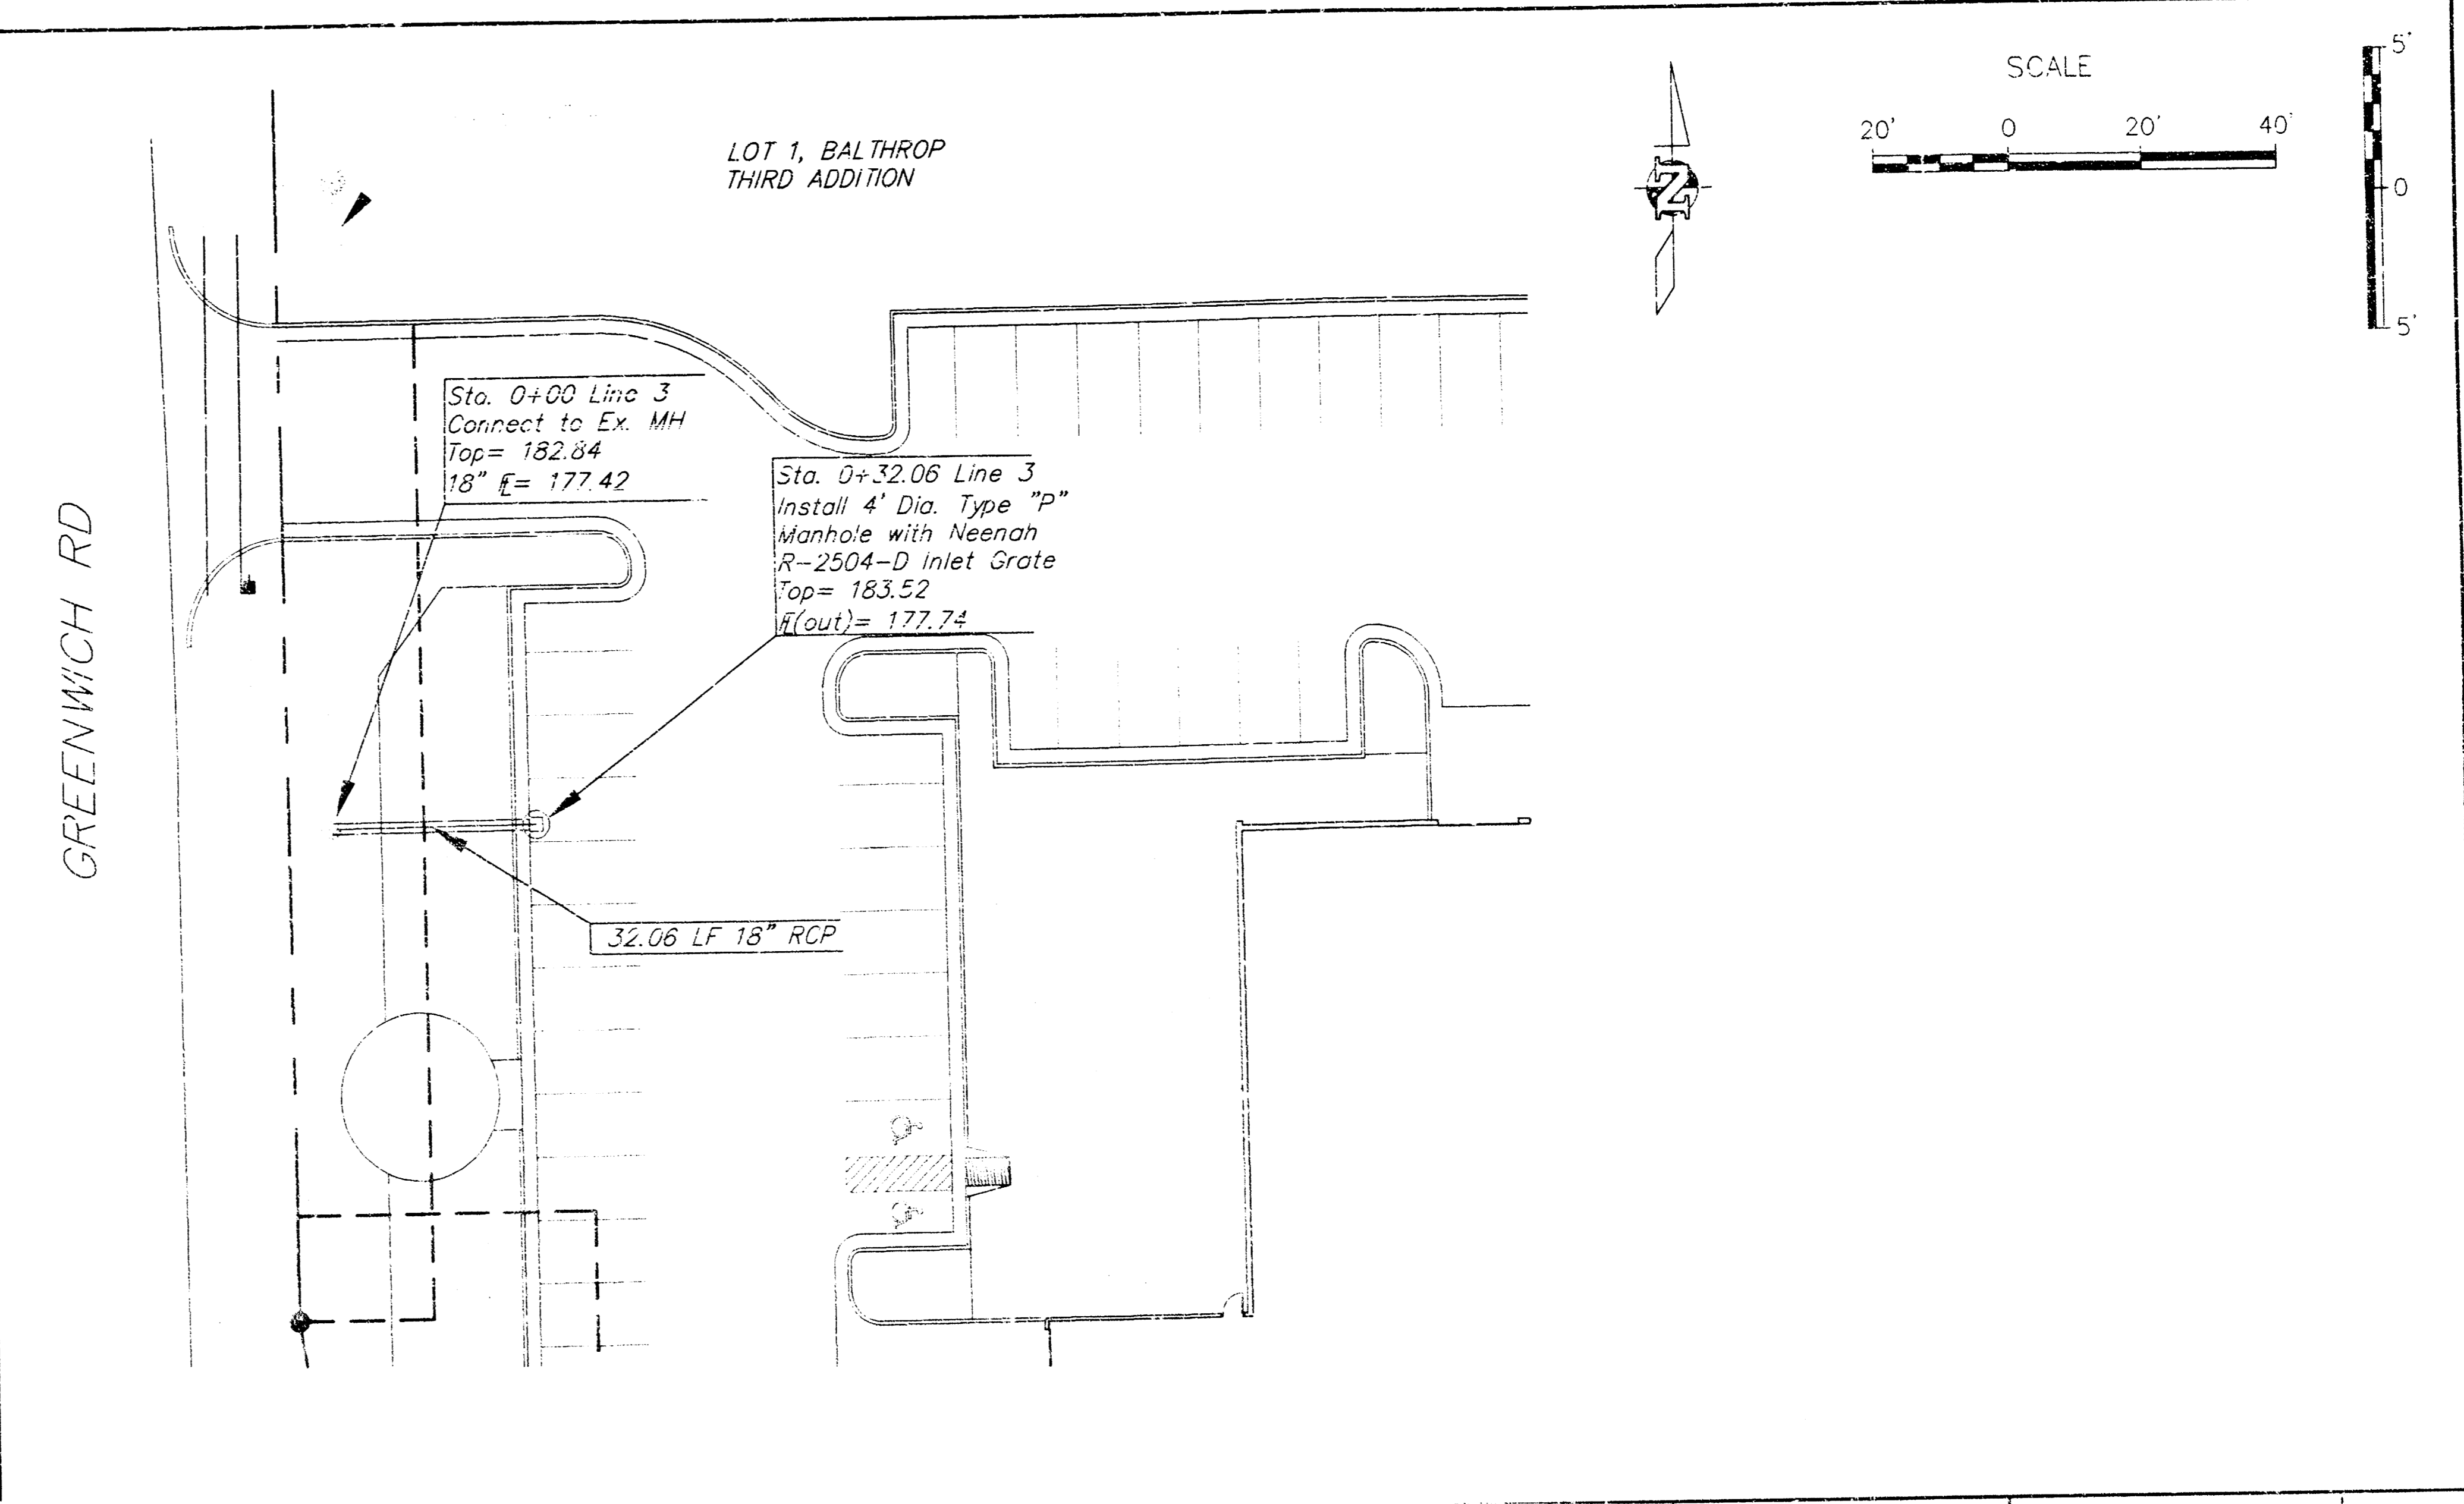 LOT 1, BALTHROP
THIRD ADDITION
SCALE
20' 0 20' 40'
5'
0
5'
Sta. 0+00 Line 3
Connect to Ex. MH
Top= 182.84
18" FL= 177.42
Sta. 0+32.06 Line 3
Install 4' Dia. Type "P"
Manhole with Neenah
R-2504-D Inlet Grate
Top= 183.52
FL(out)= 177.74
GREENWICH RD
32.06 LF 18" RCP
N